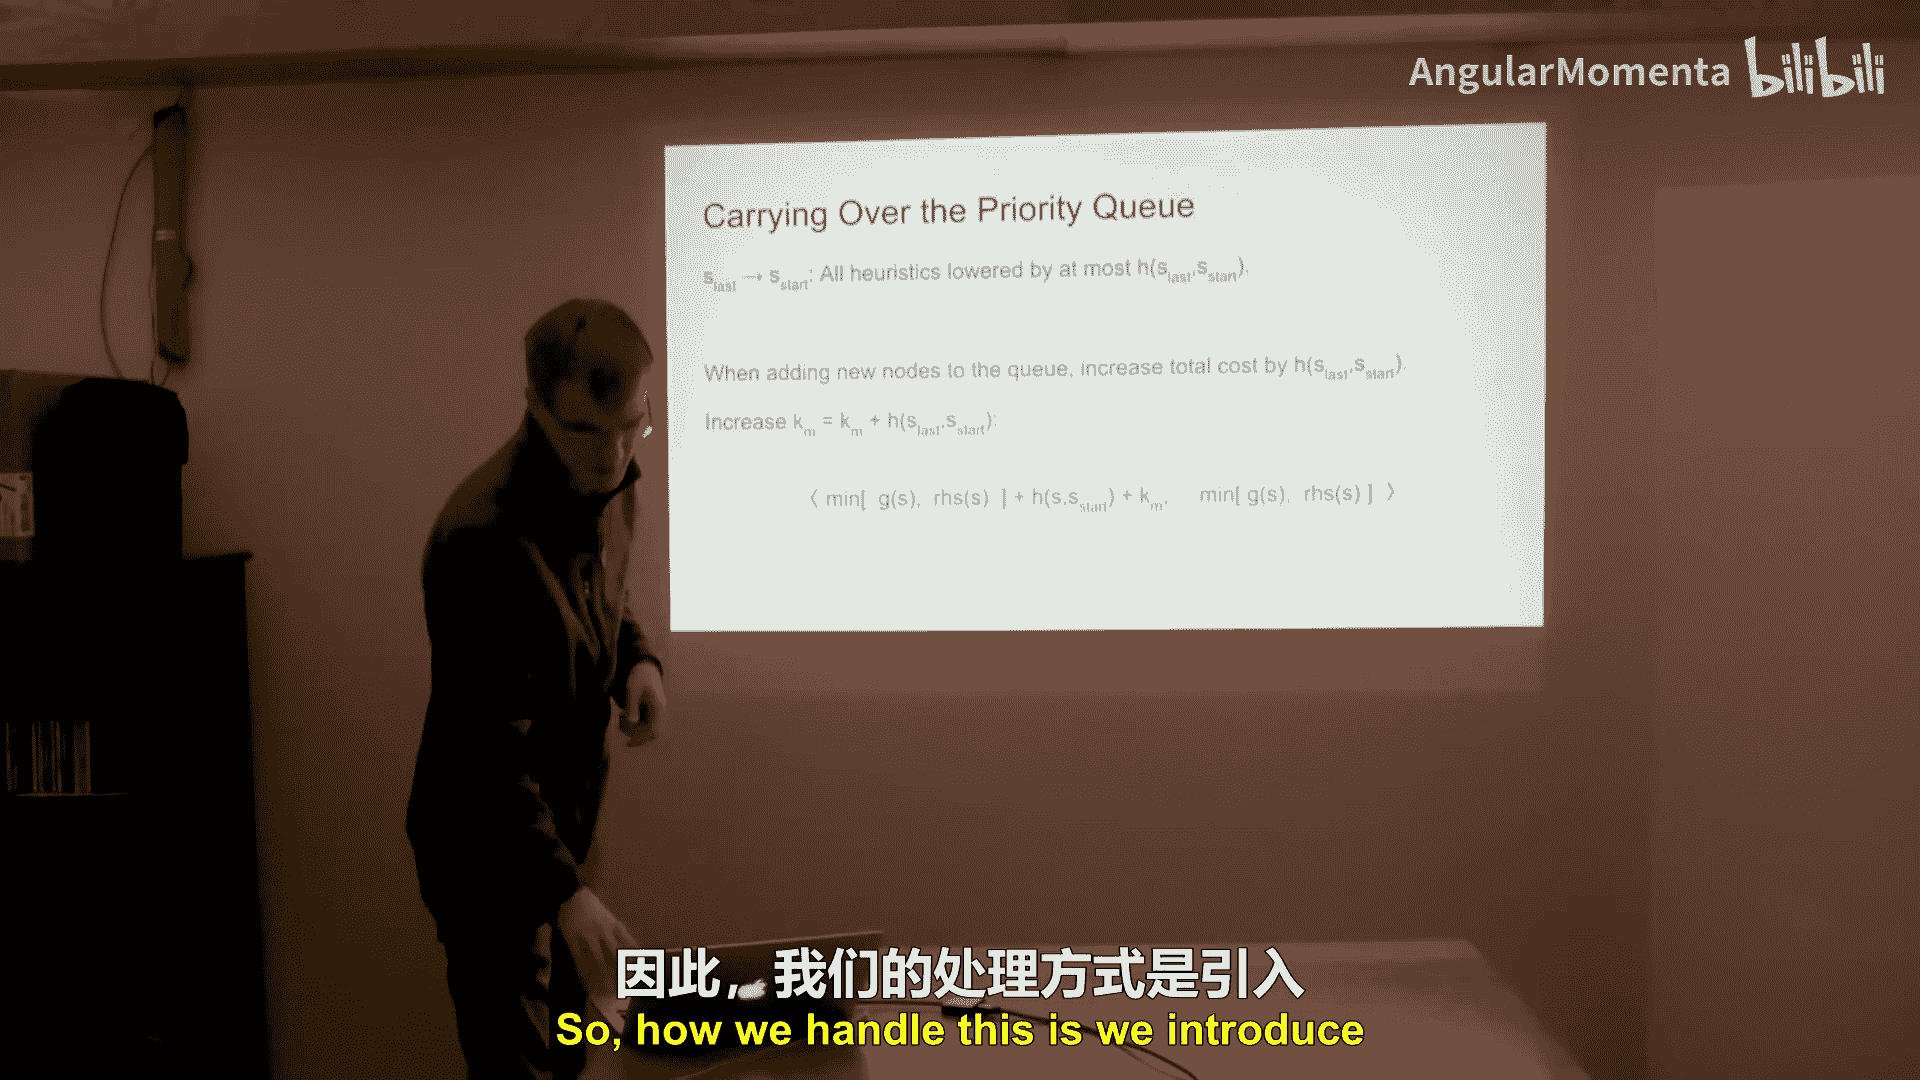 AngularMomenta bilibili
Carrying Over the Priority Queue
s_last → s_start: All heuristics lowered by at most h(s_last,s_start).
When adding new nodes to the queue, increase total cost by h(s_last,s_start).
Increase k_m = k_m + h(s_last,s_start):
⟨ min[ g(s), rhs(s) ] + h(s,s_start) + k_m, min[ g(s), rhs(s) ] ⟩
因此，我们的处理方式是引入
So, how we handle this is we introduce